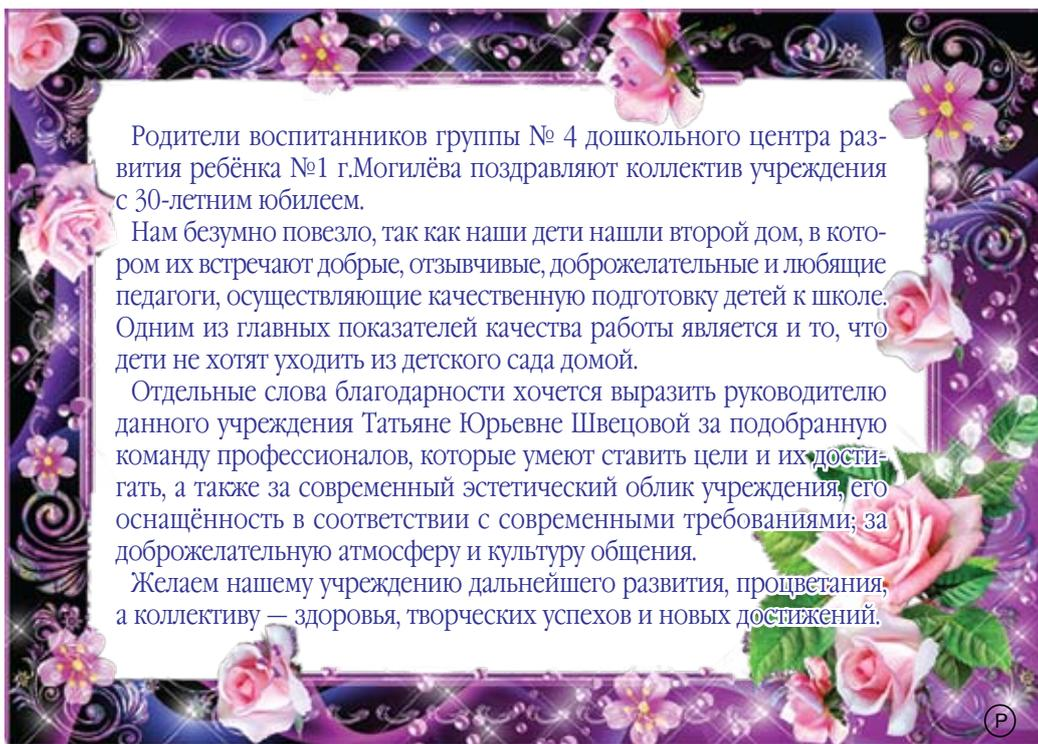 Родители воспитанников группы № 4 дошкольного центра раз-
вития ребёнка №1 г.Могилёва поздравляют коллектив учреждения
с 30-летним юбилеем.
Нам безумно повезло, так как наши дети нашли второй дом, в кото-
ром их встречают добрые, отзывчивые, доброжелательные и любящие
педагоги, осуществляющие качественную подготовку детей к школе.
Одним из главных показателей качества работы является и то, что
дети не хотят уходить из детского сада домой.
Отдельные слова благодарности хочется выразить руководителю
данного учреждения Татьяне Юрьевне Швецовой за подобранную
команду профессионалов, которые умеют ставить цели и их дости-
гать, а также за современный эстетический облик учреждения, его
оснащённость в соответствии с современными требованиями; за
доброжелательную атмосферу и культуру общения.
Желаем нашему учреждению дальнейшего развития, процветания,
а коллективу — здоровья, творческих успехов и новых достижений.
Р